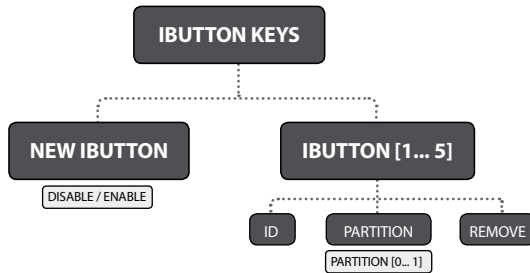 IBUTTON KEYS
NEW IBUTTON
IBUTTON [1... 5]
DISABLE / ENABLE
ID
PARTITION
REMOVE
PARTITION [0... 1]